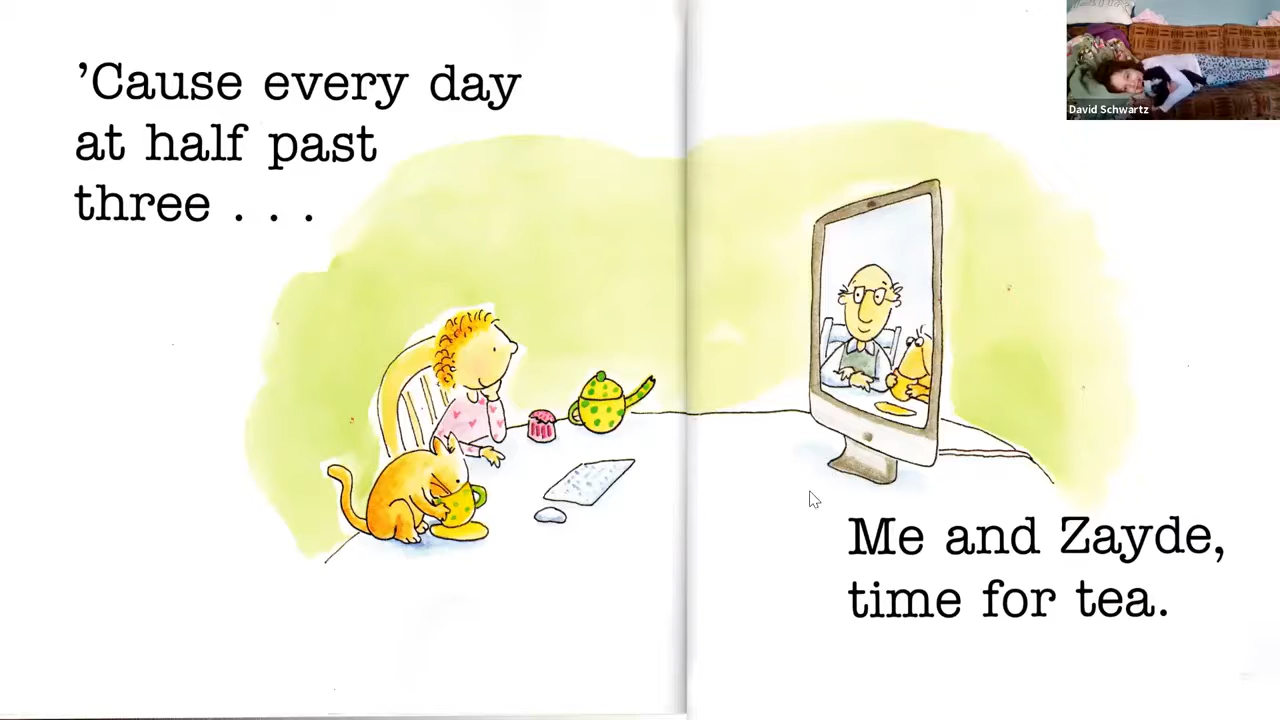 ’Cause every day
at half past
three . . .
Me and Zayde,
time for tea.
David Schwartz